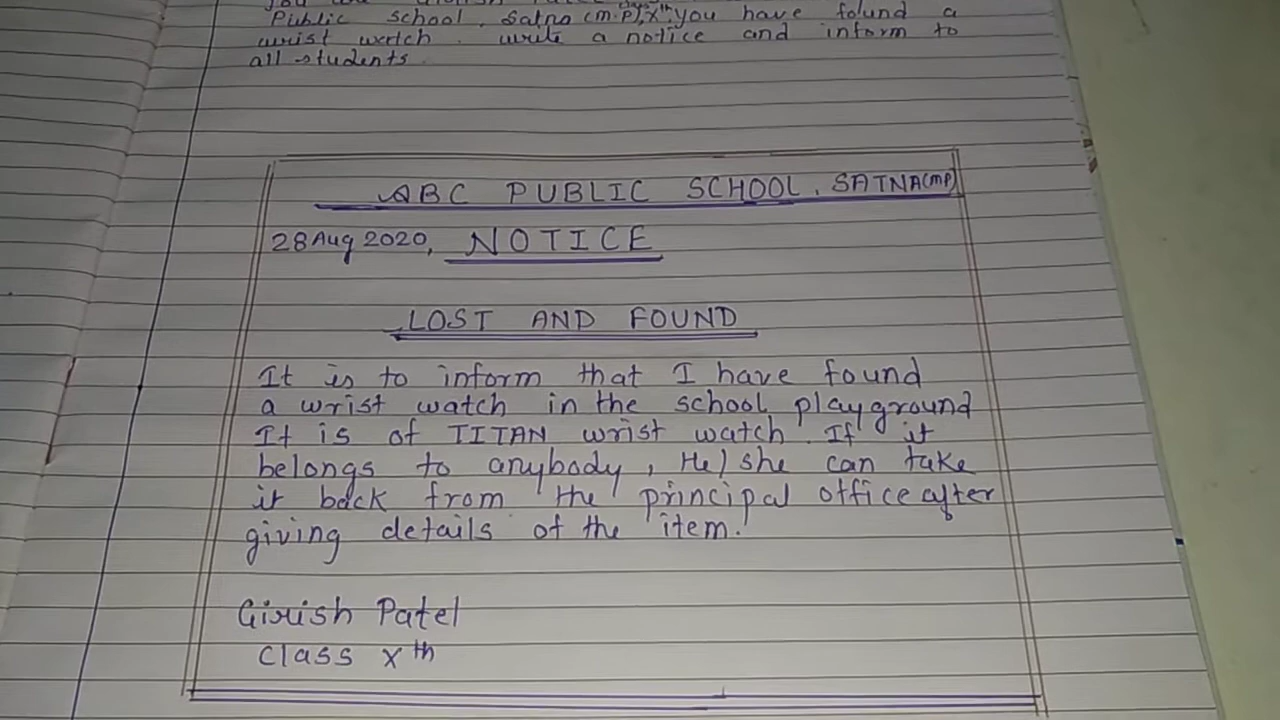 Public school, Satna (m.p), Xth, you have found a
wrist watch. write a notice and inform to
all students.
ABC PUBLIC SCHOOL, SATNA(MP)
28 Aug 2020, NOTICE
LOST AND FOUND
It is to inform that I have found
a wrist watch in the school playground
It is of TITAN wrist watch. If it
belongs to anybody, He/she can take
it back from the principal office after
giving details of the item.
Girish Patel
Class Xth